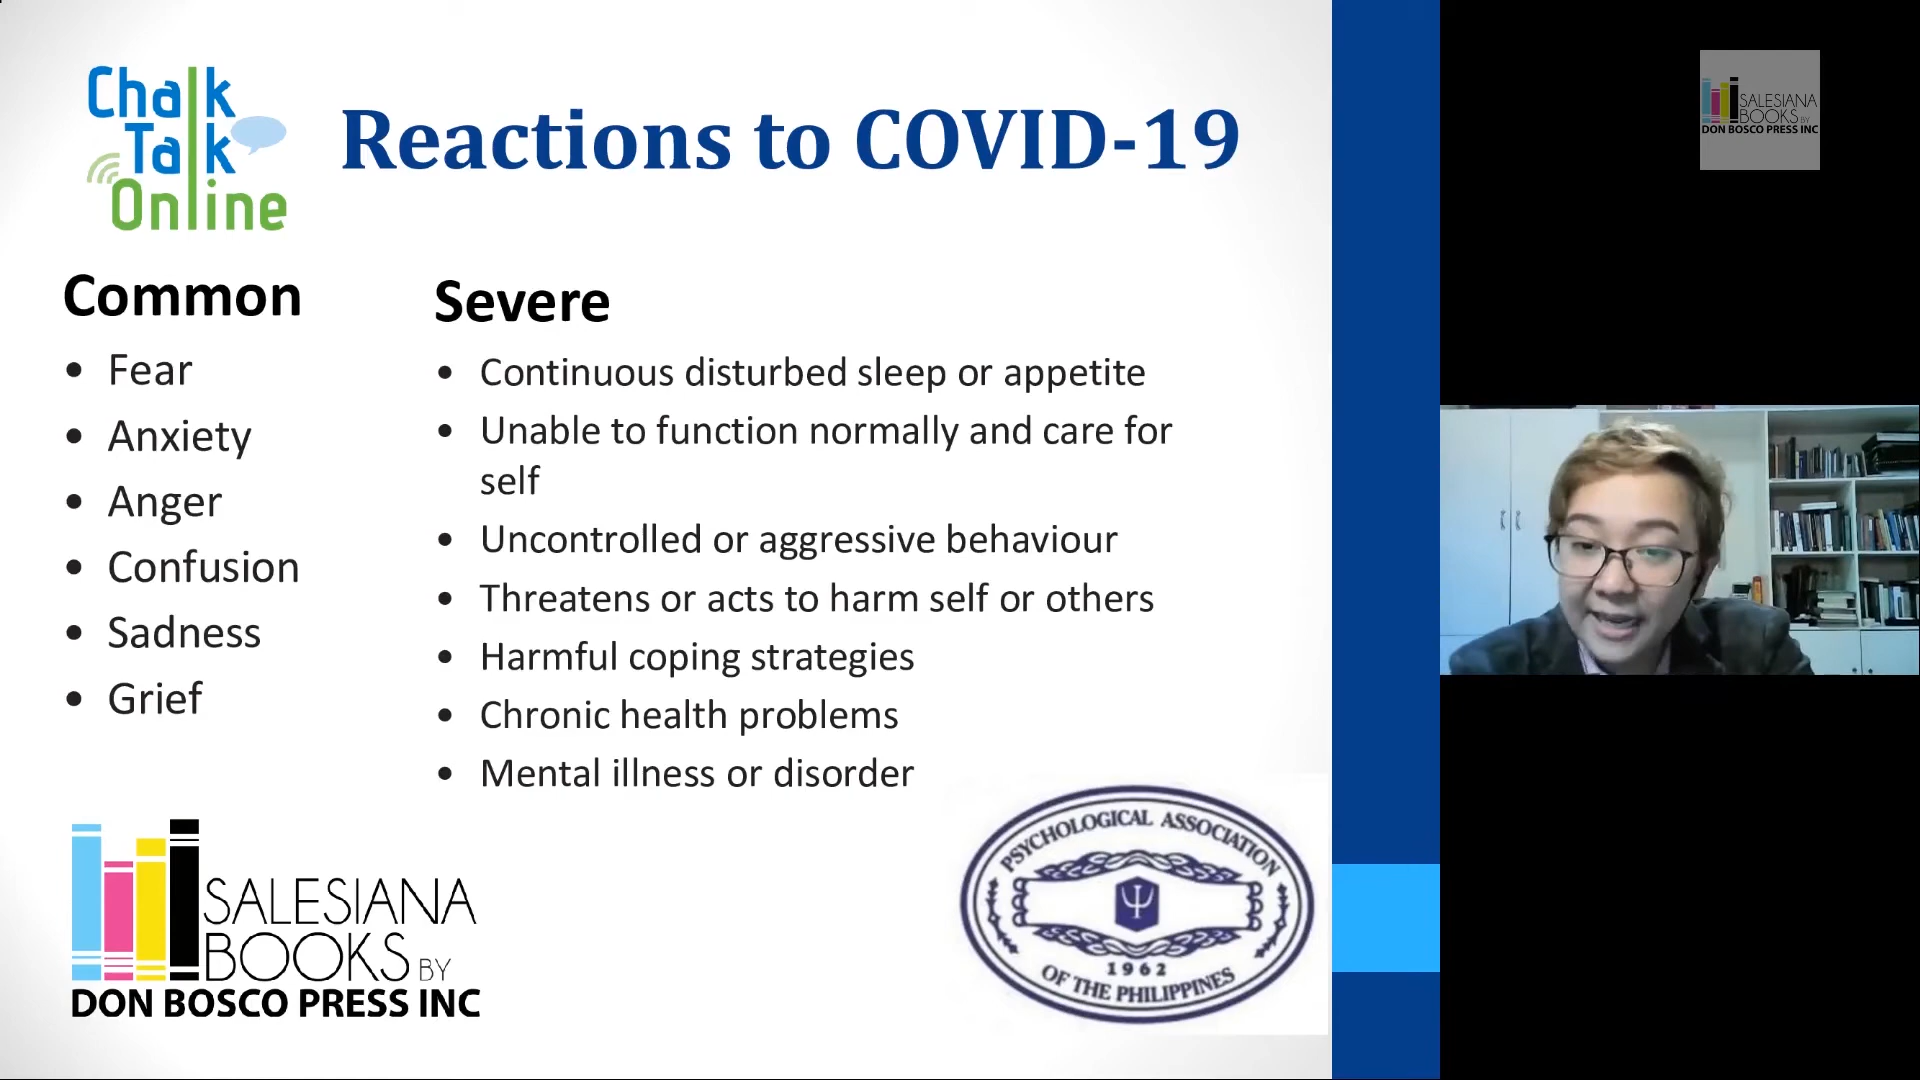 Chalk
Talk
Online
Reactions to COVID-19
Common
• Fear
• Anxiety
• Anger
• Confusion
• Sadness
• Grief
Severe
• Continuous disturbed sleep or appetite
• Unable to function normally and care for
self
• Uncontrolled or aggressive behaviour
• Threatens or acts to harm self or others
• Harmful coping strategies
• Chronic health problems
• Mental illness or disorder
SALESIANA
BOOKS BY
DON BOSCO PRESS INC
PSYCHOLOGICAL ASSOCIATION
Ψ
1962
OF THE PHILIPPINES
SALESIANA
BOOKS BY
DON BOSCO PRESS INC